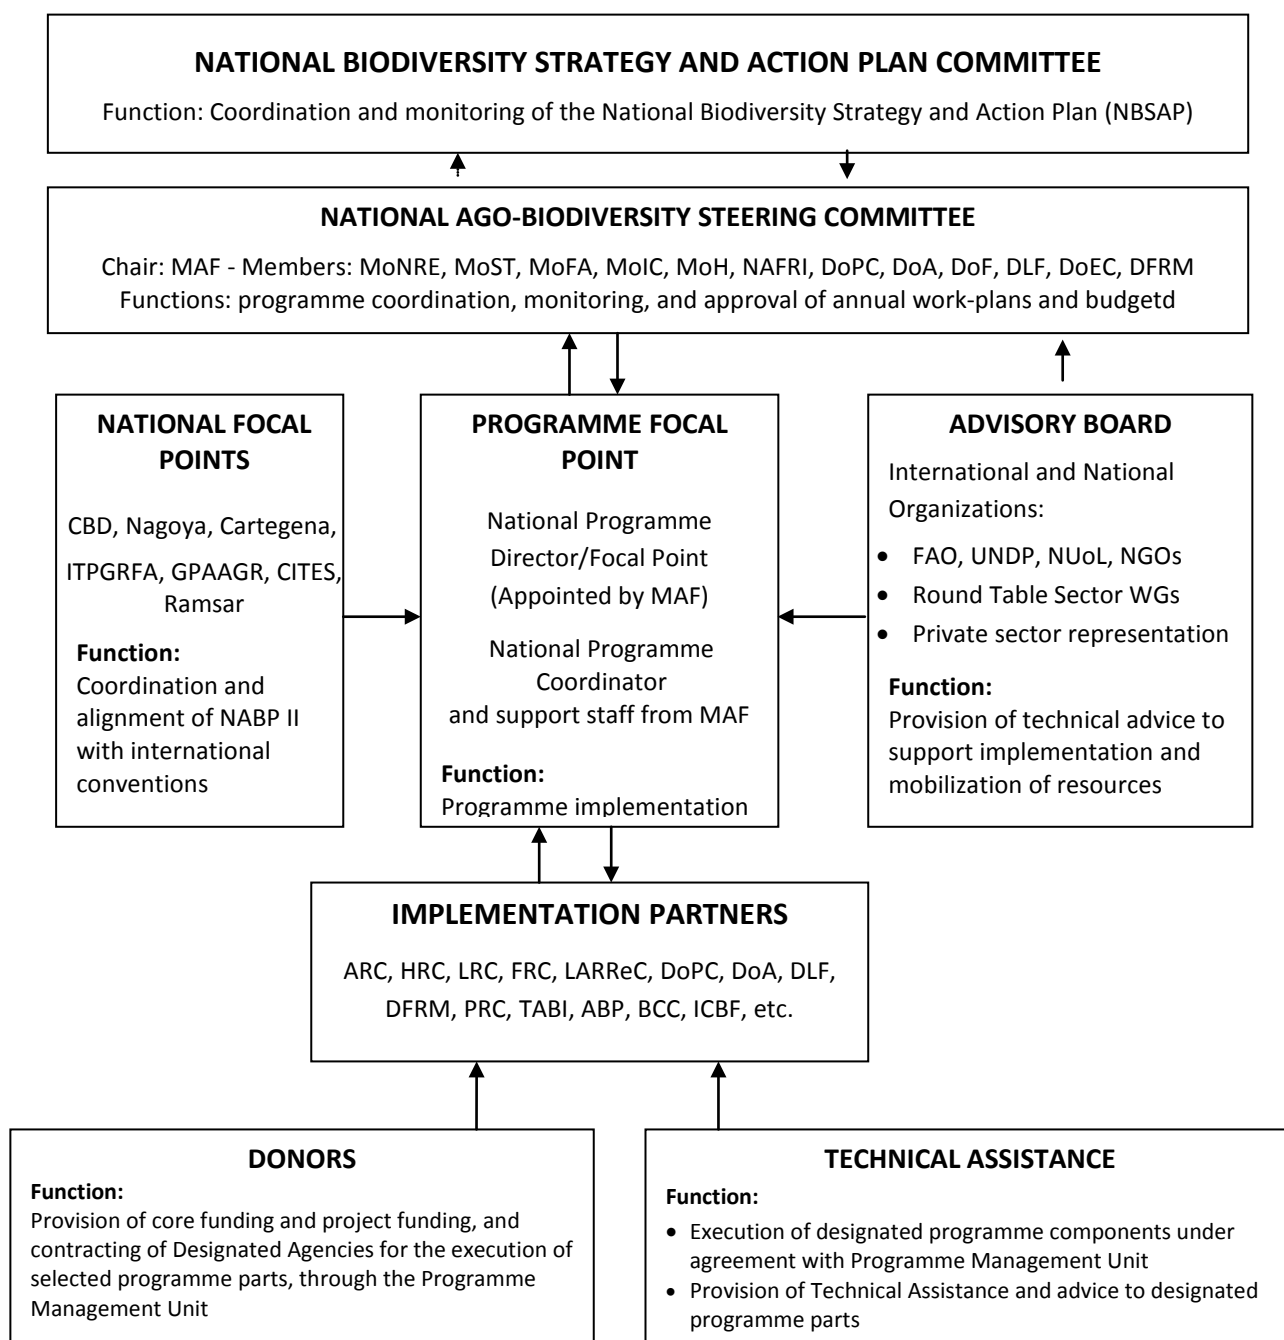 NATIONAL BIODIVERSITY STRATEGY AND ACTION PLAN COMMITTEE
Function: Coordination and monitoring of the National Biodiversity Strategy and Action Plan (NBSAP)
NATIONAL AGO-BIODIVERSITY STEERING COMMITTEE
Chair: MAF - Members: MoNRE, MoST, MoFA, MoIC, MoH, NAFRI, DoPC, DoA, DoF, DLF, DoEC, DFRM
Functions: programme coordination, monitoring, and approval of annual work-plans and budgetd
NATIONAL FOCAL
POINTS
CBD, Nagoya, Cartegena,
ITPGRFA, GPAAGR, CITES,
Ramsar
Function:
Coordination and
alignment of NABP II
with international
conventions
PROGRAMME FOCAL
POINT
National Programme
Director/Focal Point
(Appointed by MAF)
National Programme
Coordinator
and support staff from MAF
Function:
Programme implementation
ADVISORY BOARD
International and National
Organizations:
• FAO, UNDP, NUoL, NGOs
• Round Table Sector WGs
• Private sector representation
Function:
Provision of technical advice to
support implementation and
mobilization of resources
IMPLEMENTATION PARTNERS
ARC, HRC, LRC, FRC, LARReC, DoPC, DoA, DLF,
DFRM, PRC, TABI, ABP, BCC, ICBF, etc.
DONORS
Function:
Provision of core funding and project funding, and
contracting of Designated Agencies for the execution of
selected programme parts, through the Programme
Management Unit
TECHNICAL ASSISTANCE
Function:
• Execution of designated programme components under
agreement with Programme Management Unit
• Provision of Technical Assistance and advice to designated
programme parts